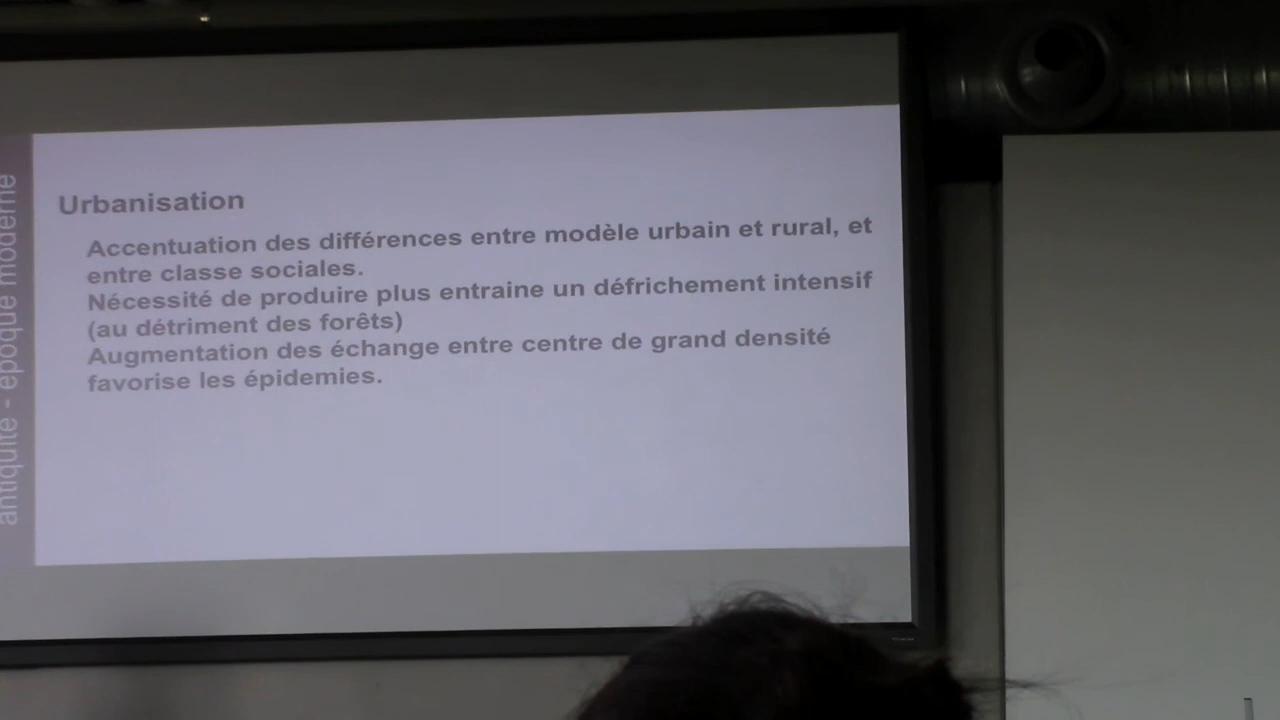 antiquité - époque moderne
Urbanisation
Accentuation des différences entre modèle urbain et rural, et
entre classe sociales.
Nécessité de produire plus entraine un défrichement intensif
(au détriment des forêts)
Augmentation des échange entre centre de grand densité
favorise les épidemies.